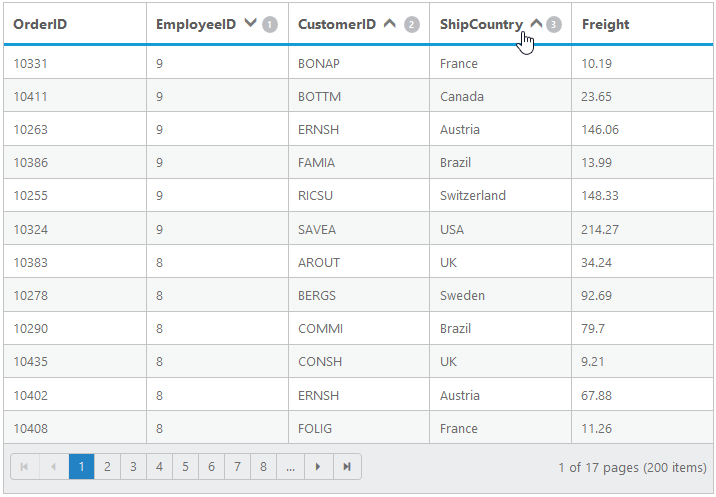 OrderID EmployeeID 1 CustomerID 2 ShipCountry 3 Freight
10331 9 BONAP France 10.19
10411 9 BOTTM Canada 23.65
10263 9 ERNSH Austria 146.06
10386 9 FAMIA Brazil 13.99
10255 9 RICSU Switzerland 148.33
10324 9 SAVEA USA 214.27
10383 8 AROUT UK 34.24
10278 8 BERGS Sweden 92.69
10290 8 COMMI Brazil 79.7
10435 8 CONSH UK 9.21
10402 8 ERNSH Austria 67.88
10408 8 FOLIG France 11.26
1 2 3 4 5 6 7 8 ... 1 of 17 pages (200 items)